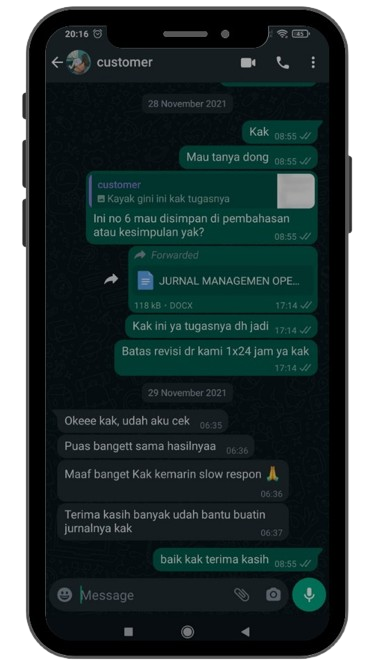 20:16
45
customer
28 November 2021
Kak 08:55
Mau tanya dong 08:55
customer
Kayak gini ini kak tugasnya
Ini no 6 mau disimpan di pembahasan
atau kesimpulan yak?
08:55
Forwarded
JURNAL MANAGEMEN OPE...
118 kB • DOCX 17:14
Kak ini ya tugasnya dh jadi 17:14
Batas revisi dr kami 1x24 jam ya kak
17:14
29 November 2021
Okeee kak, udah aku cek 06:35
Puas bangett sama hasilnyaa 06:36
Maaf banget Kak kemarin slow respon 🙏
06:36
Terima kasih banyak udah bantu buatin
jurnalnya kak 06:37
baik kak terima kasih 08:55
Message